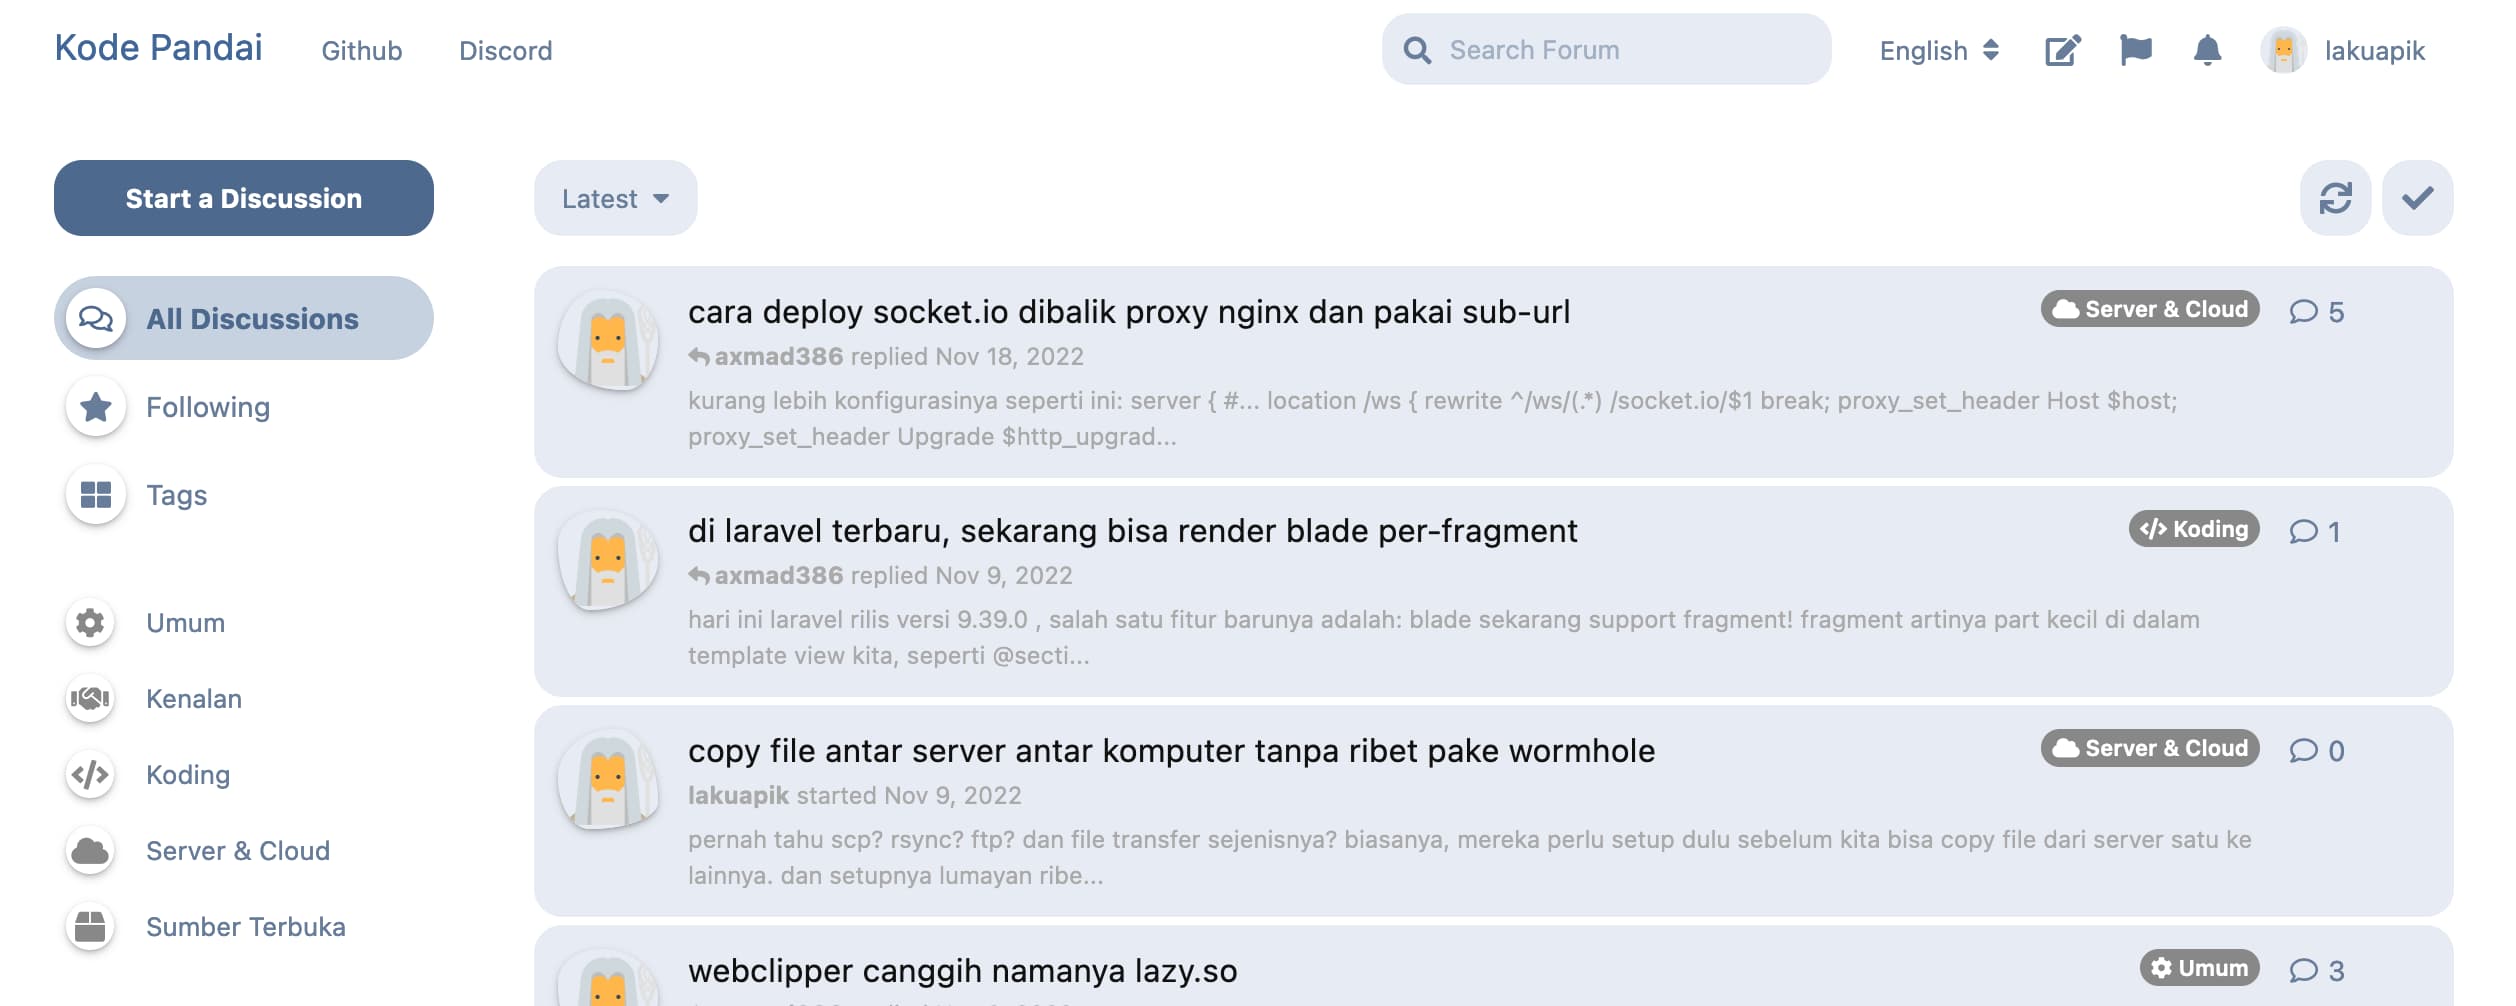 Kode Pandai
Github
Discord
Search Forum
English
lakuapik
Start a Discussion
Latest
All Discussions
Following
Tags
Umum
Kenalan
Koding
Server & Cloud
Sumber Terbuka
cara deploy socket.io dibalik proxy nginx dan pakai sub-url
Server & Cloud
5
axmad386 replied Nov 18, 2022
kurang lebih konfigurasinya seperti ini: server { #... location /ws { rewrite ^/ws/(.*) /socket.io/$1 break; proxy_set_header Host $host;
proxy_set_header Upgrade $http_upgrad...
di laravel terbaru, sekarang bisa render blade per-fragment
Koding
1
axmad386 replied Nov 9, 2022
hari ini laravel rilis versi 9.39.0 , salah satu fitur barunya adalah: blade sekarang support fragment! fragment artinya part kecil di dalam
template view kita, seperti @secti...
copy file antar server antar komputer tanpa ribet pake wormhole
Server & Cloud
0
lakuapik started Nov 9, 2022
pernah tahu scp? rsync? ftp? dan file transfer sejenisnya? biasanya, mereka perlu setup dulu sebelum kita bisa copy file dari server satu ke
lainnya. dan setupnya lumayan ribe...
webclipper canggih namanya lazy.so
Umum
3